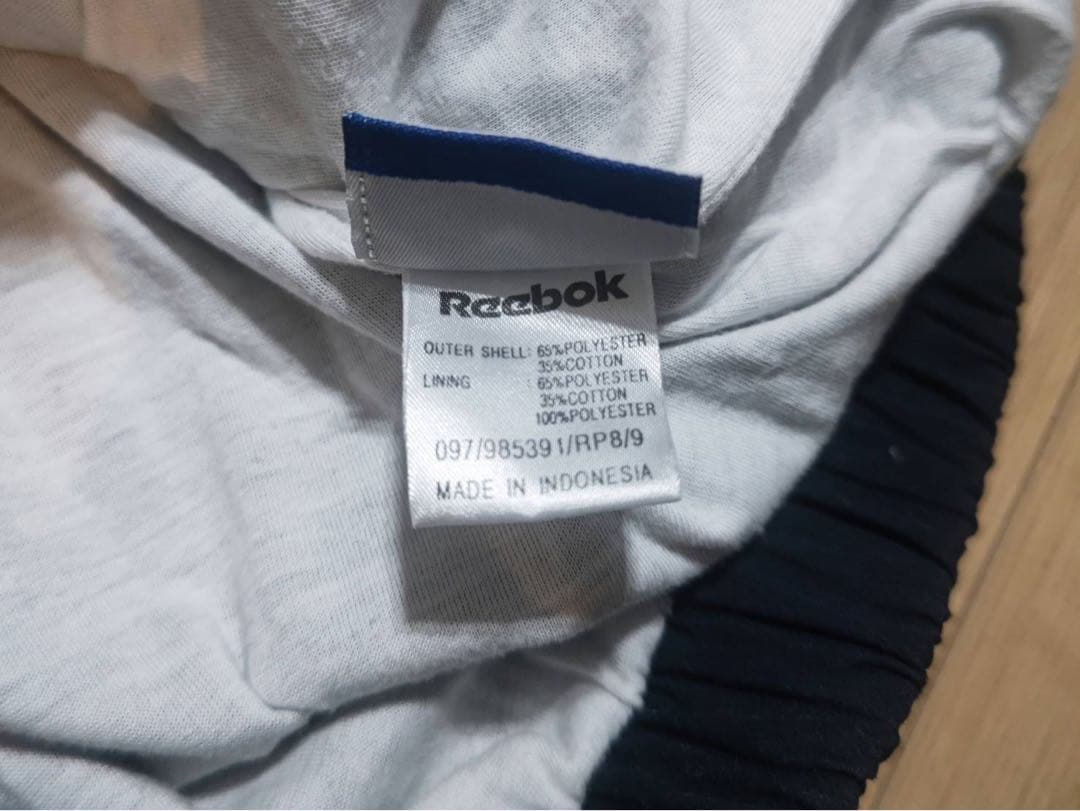 Reebok
OUTER SHELL: 65%POLYESTER
35%COTTON
LINING : 65%POLYESTER
35%COTTON
100%POLYESTER
097/985391/RP8/9
MADE IN INDONESIA